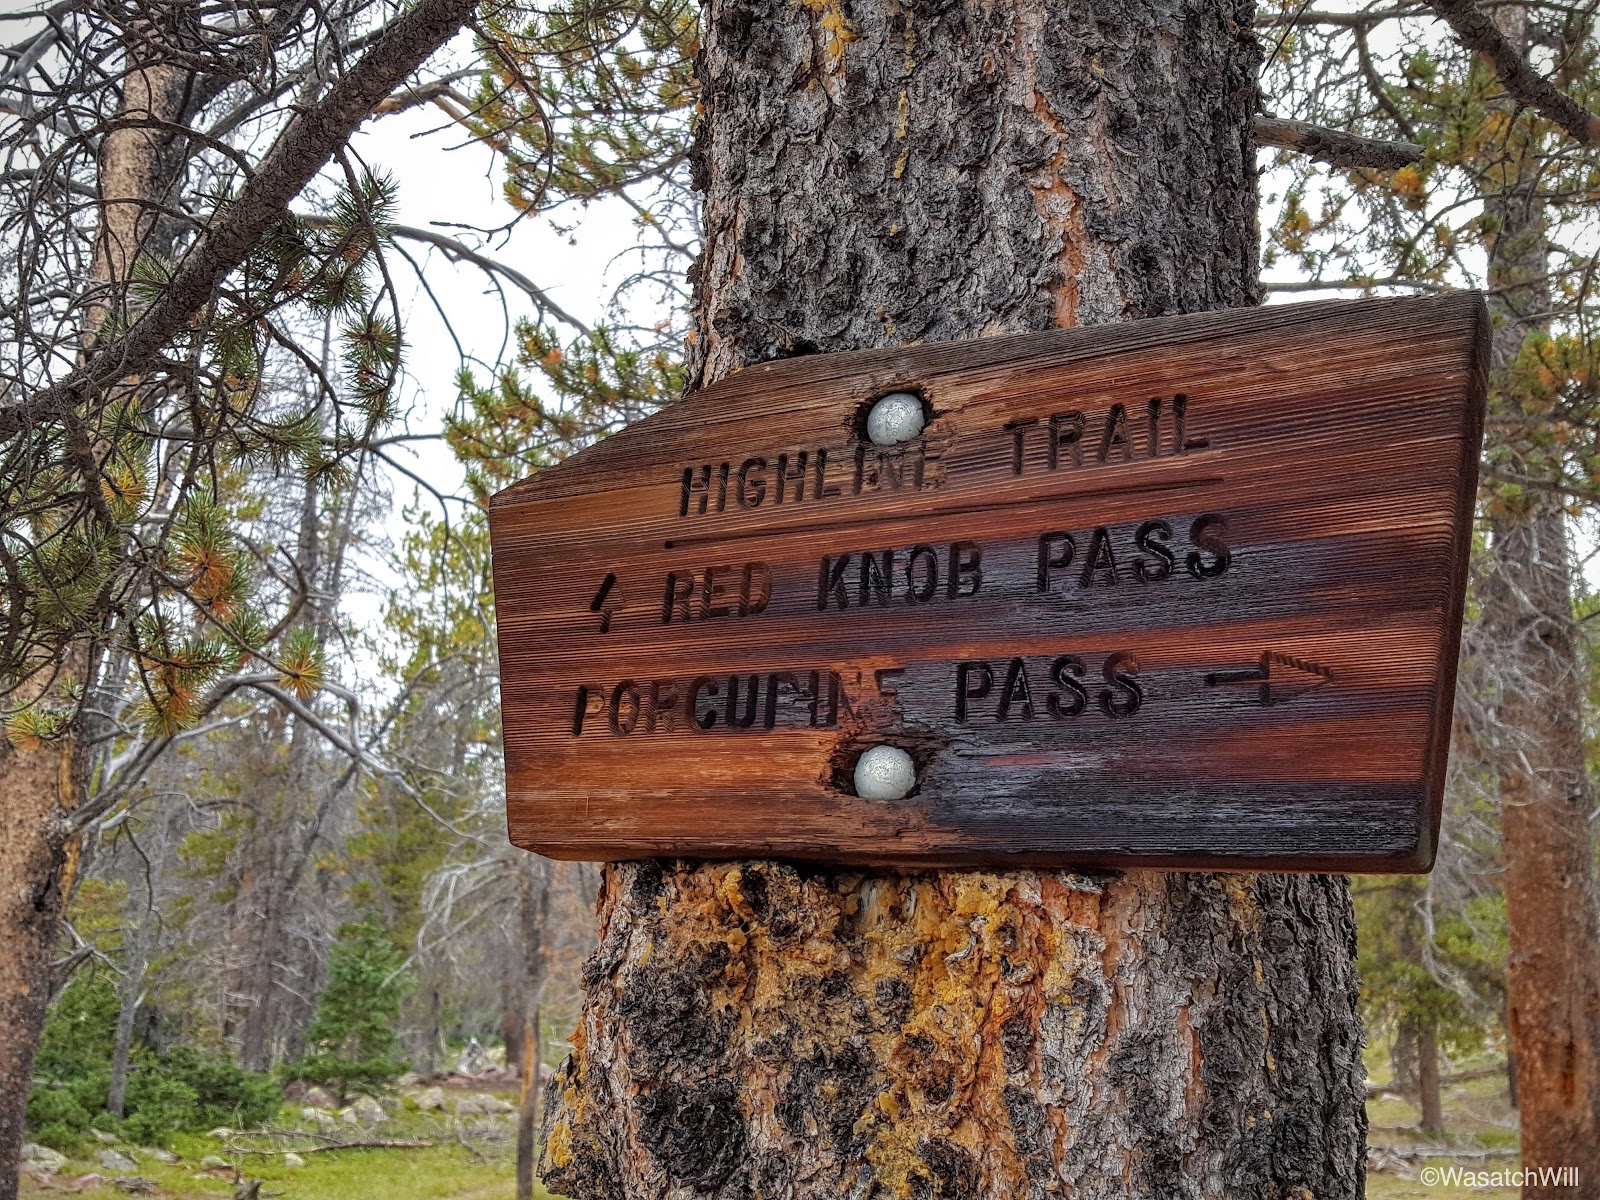 HIGHLINE TRAIL
↑ RED KNOB PASS
PORCUPINE PASS →
©WasatchWill